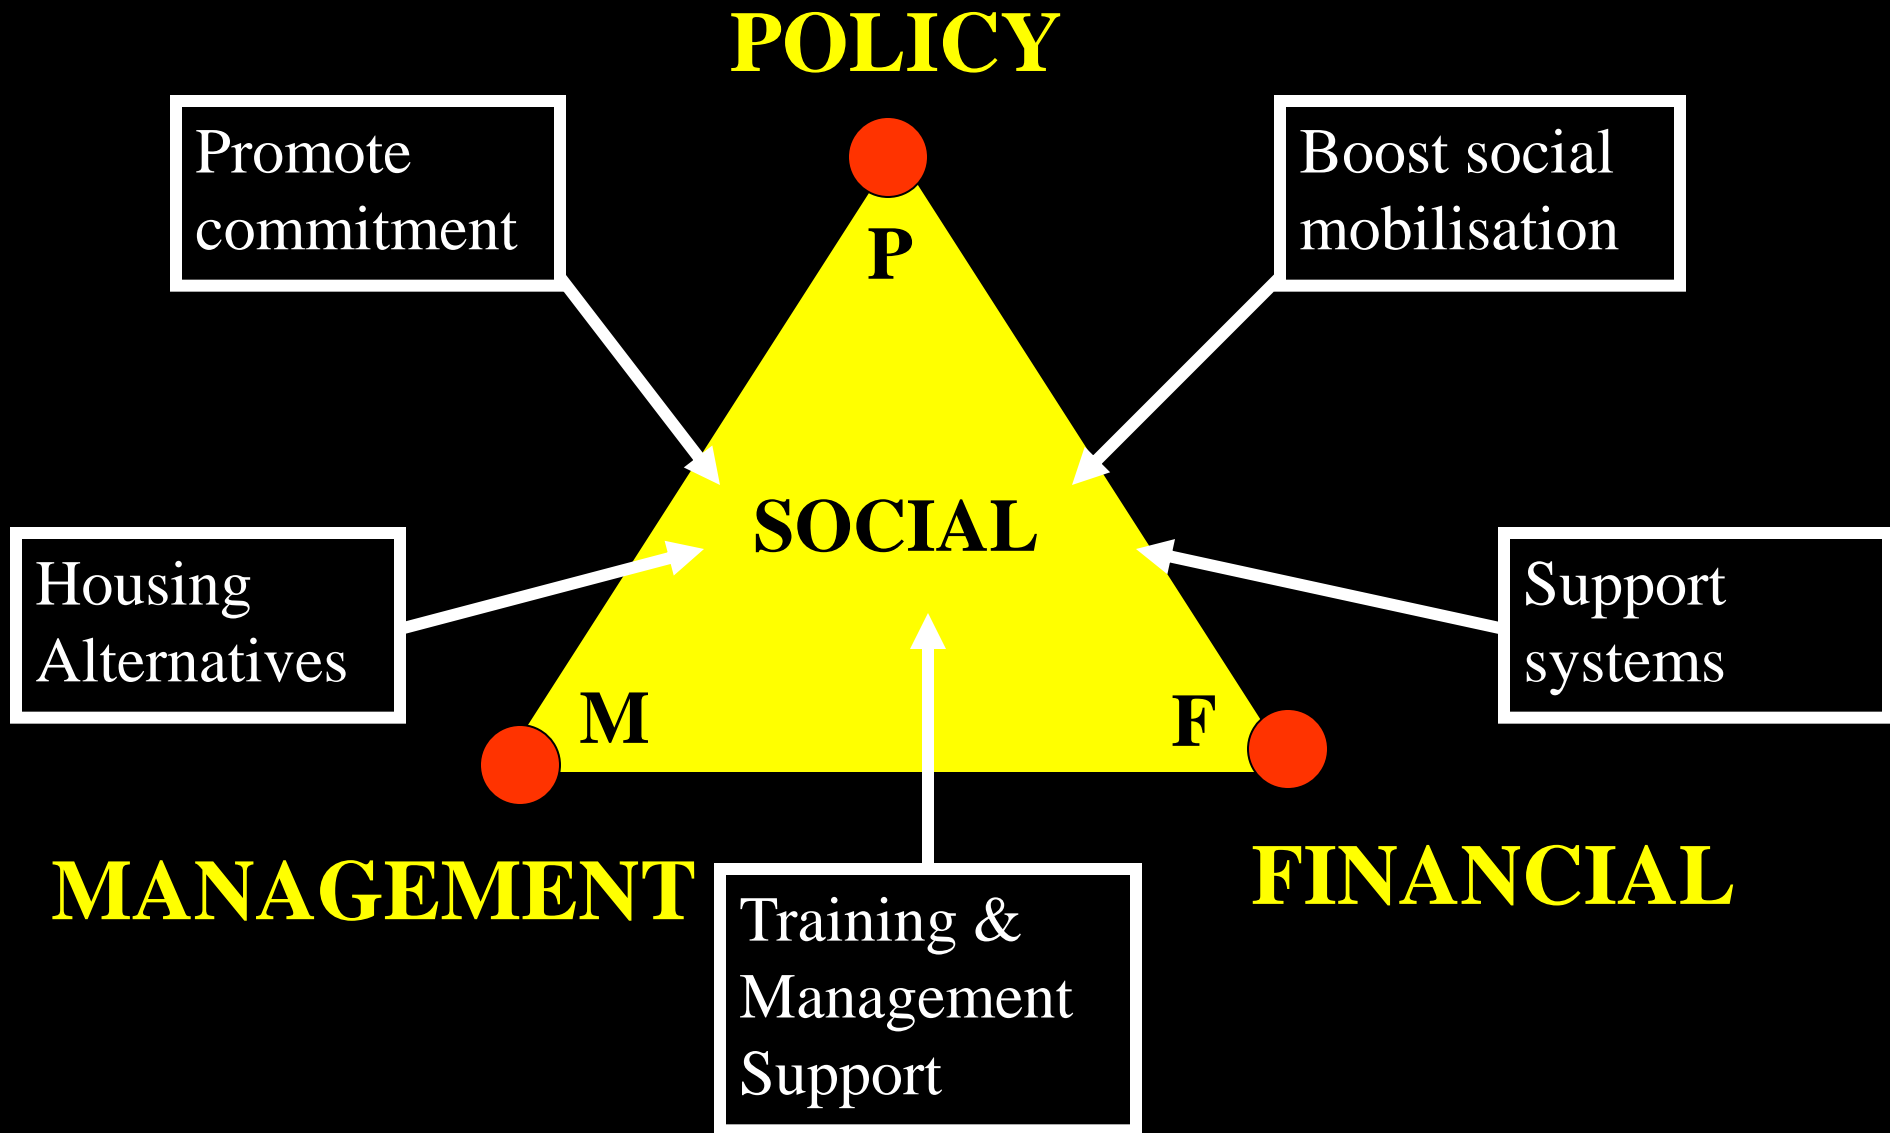 POLICY
Promote
commitment
Boost social
mobilisation
P
SOCIAL
Housing
Alternatives
Support
systems
M
F
MANAGEMENT
FINANCIAL
Training &
Management
Support